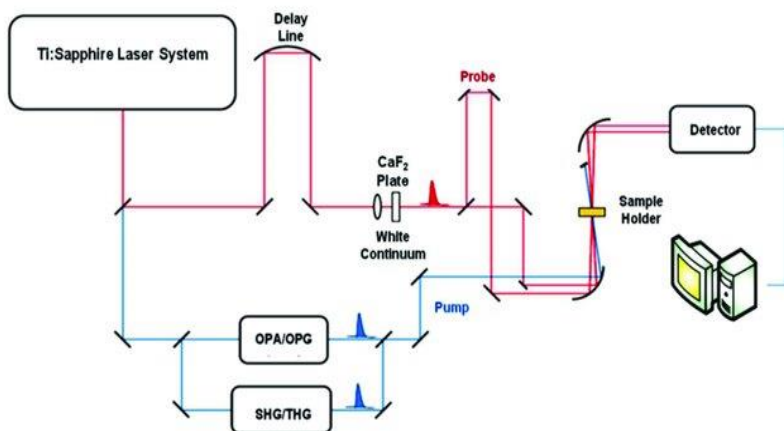 Ti:Sapphire Laser System
Delay
Line
Probe
Detector
CaF₂
Plate
White
Continuum
Sample
Holder
Pump
OPA/OPG
SHG/THG